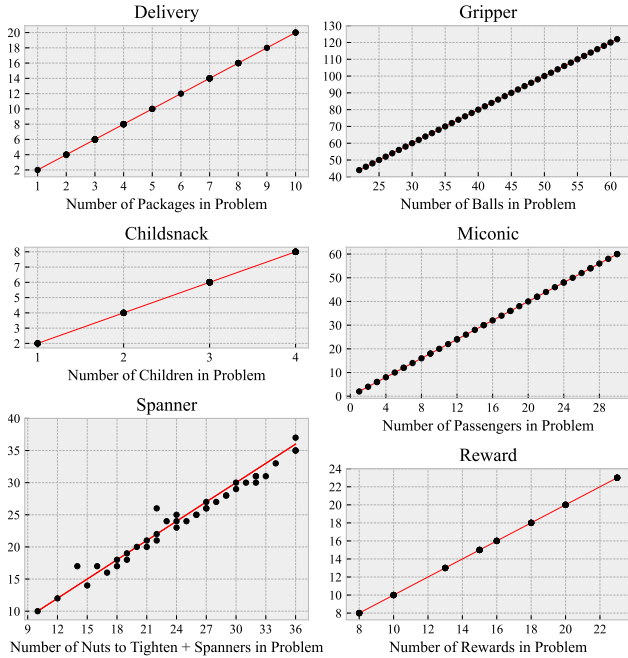 Delivery
20
18
16
14
12
10
8
6
4
2
1 2 3 4 5 6 7 8 9 10
Number of Packages in Problem
Gripper
130
120
110
100
90
80
70
60
50
40
25 30 35 40 45 50 55 60
Number of Balls in Problem
Childsnack
8
7
6
5
4
3
2
1 2 3 4
Number of Children in Problem
Miconic
60
50
40
30
20
10
0
0 4 8 12 16 20 24 28
Number of Passengers in Problem
Spanner
40
35
30
25
20
15
10
9 12 15 18 21 24 27 30 33 36
Number of Nuts to Tighten + Spanners in Problem
Reward
24
22
20
18
16
14
12
10
8
8 10 12 14 16 18 20 22
Number of Rewards in Problem